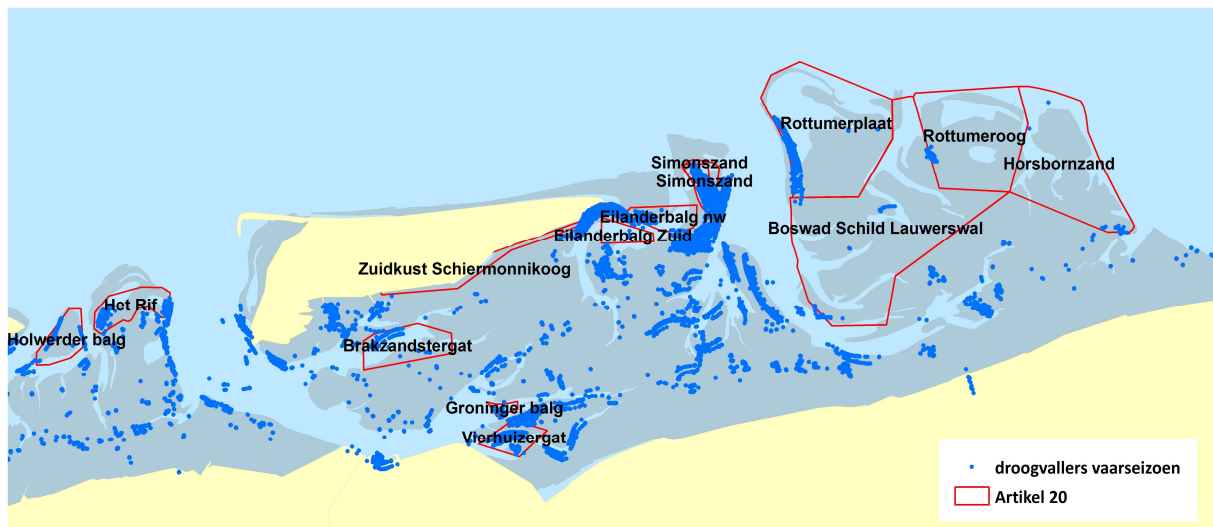 Rottumerplaat
Rottumeroog
Simonszand
Horsbornzand
Simonszand
Eilanderbalg nw
Boswad Schild Lauwerswal
Eilanderbalg Zuid
Zuidkust Schiermonnikoog
Het Rif
Holwerder balg
Brakzandstergat
Groninger balg
Vierhuizergat
droogvallers vaarseizoen
Artikel 20